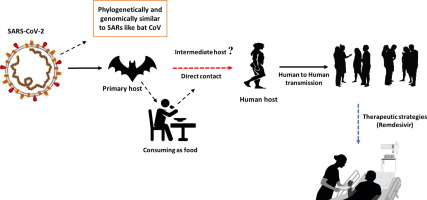 Phylogenetically and
genomically similar
to SARs like bat CoV
SARS-CoV-2
Intermediate host ?
Direct contact
Primary host
Human host
Human to Human
transmission
Consuming as food
Therapeutic strategies
(Remdesivir)